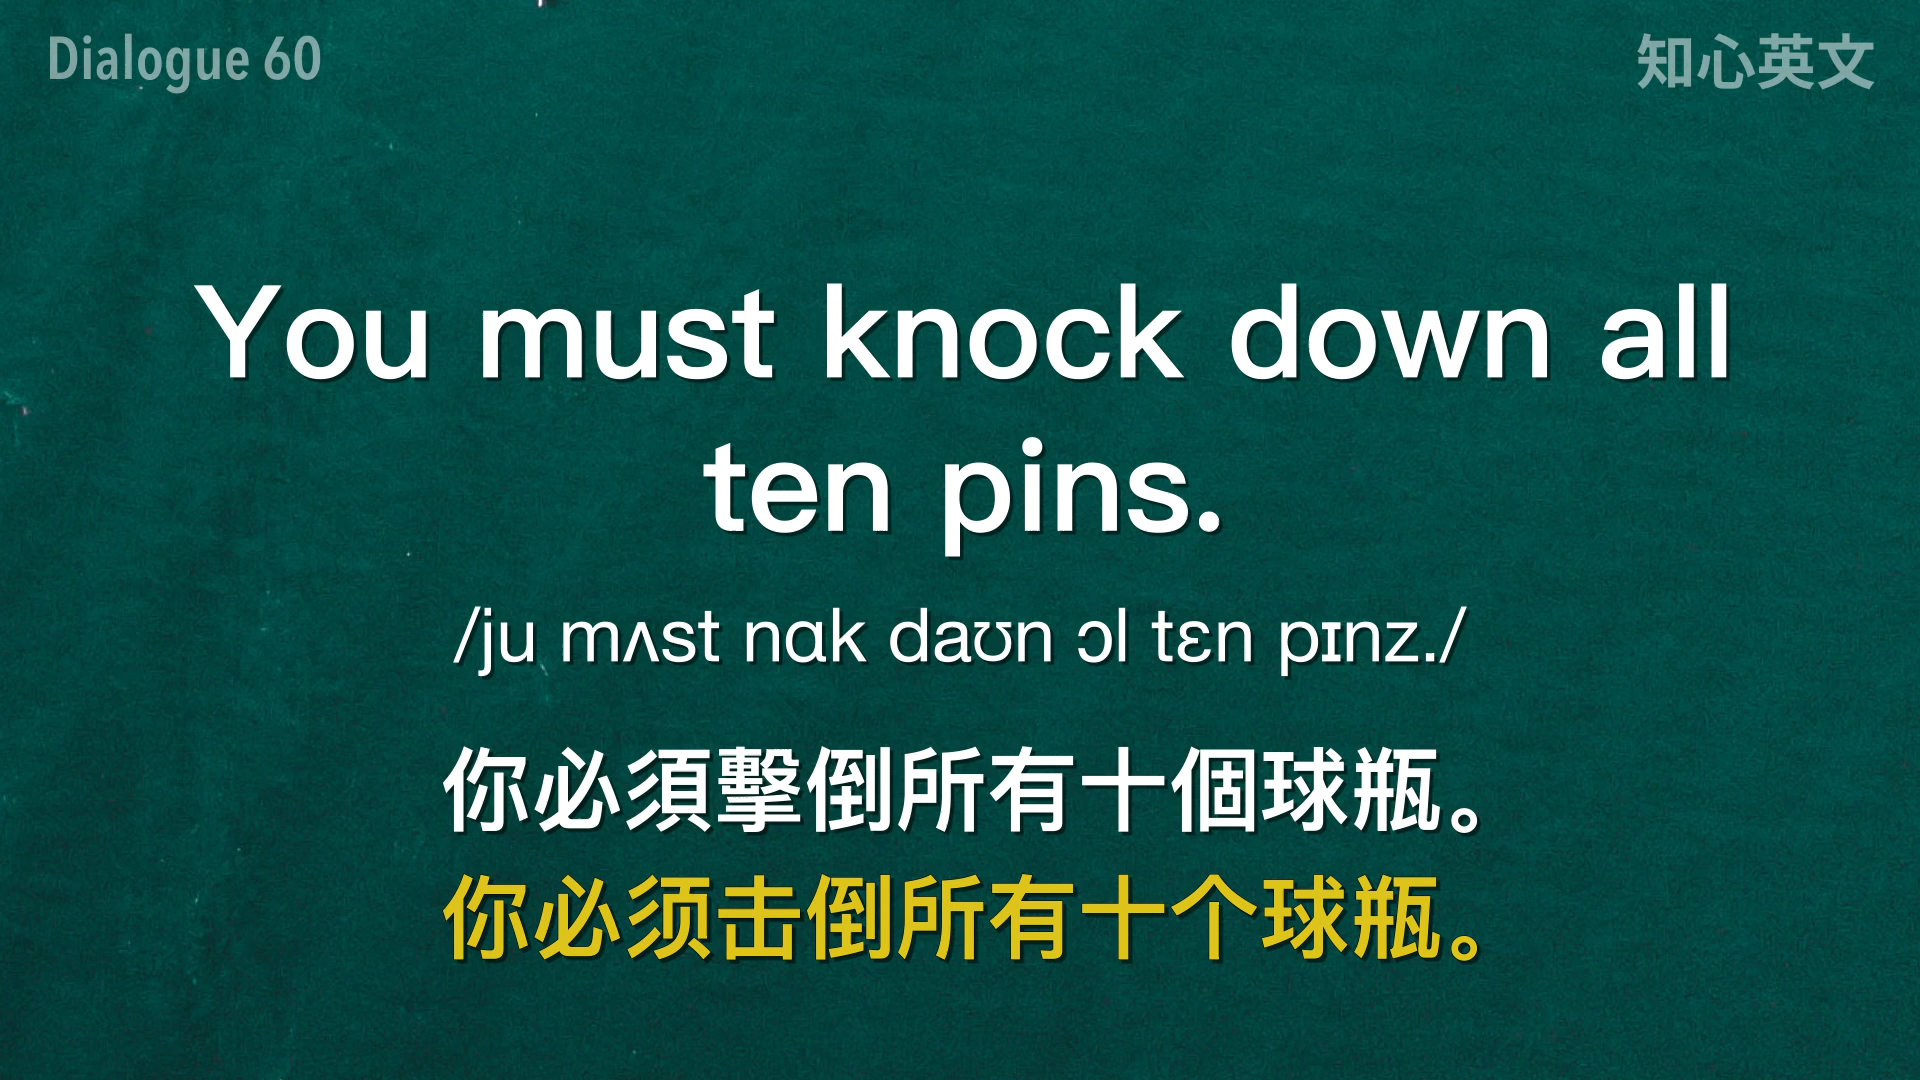 Dialogue 60
知心英文
You must knock down all
ten pins.
/ju mʌst nɑk daʊn ɔl tɛn pɪnz./
你必須擊倒所有十個球瓶。
你必须击倒所有十个球瓶。